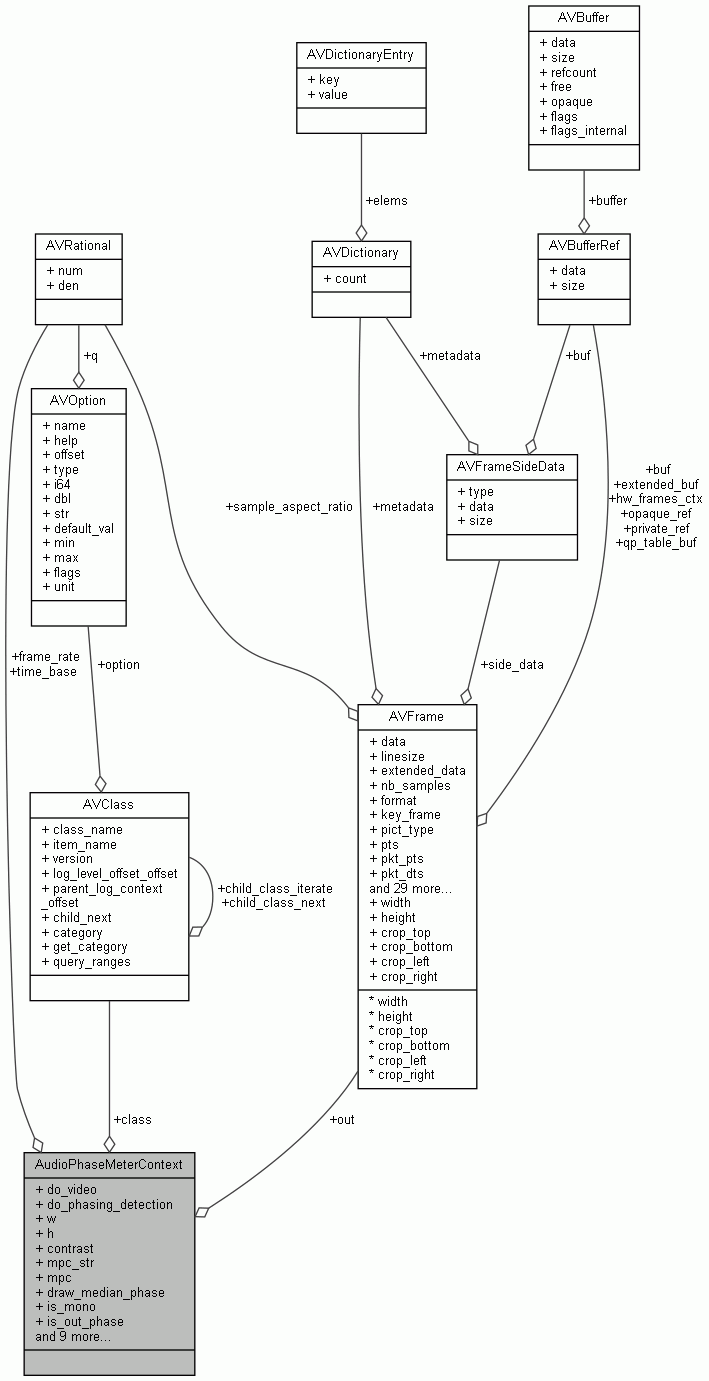 AVBuffer
+ data
+ size
+ refcount
+ free
+ opaque
+ flags
+ flags_internal
AVDictionaryEntry
+ key
+ value
+elems
+buffer
AVRational
+ num
+ den
AVDictionary
+ count
AVBufferRef
+ data
+ size
+q
+metadata
+buf
AVOption
+ name
+ help
+ offset
+ type
+ i64
+ dbl
+ str
+ default_val
+ min
+ max
+ flags
+ unit
AVFrameSideData
+ type
+ data
+ size
+sample_aspect_ratio
+metadata
+buf
+extended_buf
+hw_frames_ctx
+opaque_ref
+private_ref
+qp_table_buf
+frame_rate
+time_base
+option
+side_data
AVFrame
+ data
+ linesize
+ extended_data
+ nb_samples
+ format
+ key_frame
+ pict_type
+ pts
+ pkt_pts
+ pkt_dts
and 29 more...
+ width
+ height
+ crop_top
+ crop_bottom
+ crop_left
+ crop_right
* width
* height
* crop_top
* crop_bottom
* crop_left
* crop_right
AVClass
+ class_name
+ item_name
+ version
+ log_level_offset_offset
+ parent_log_context
_offset
+ child_next
+ category
+ get_category
+ query_ranges
+child_class_iterate
+child_class_next
+class
+out
AudioPhaseMeterContext
+ do_video
+ do_phasing_detection
+ w
+ h
+ contrast
+ mpc_str
+ mpc
+ draw_median_phase
+ is_mono
+ is_out_phase
and 9 more...